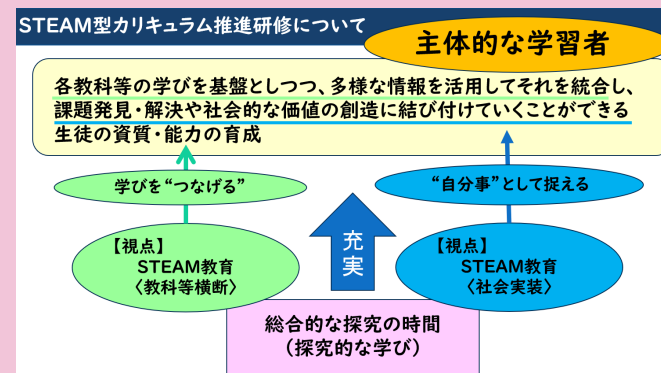 STEAM型カリキュラム推進研修について
主体的な学習者
各教科等の学びを基盤としつつ、多様な情報を活用してそれを統合し、
課題発見・解決や社会的な価値の創造に結び付けていくことができる
生徒の資質・能力の育成
学びを“つなげる”
“自分事”として捉える
【視点】
STEAM教育
〈教科等横断〉
充実
【視点】
STEAM教育
〈社会実装〉
総合的な探究の時間
（探究的な学び）